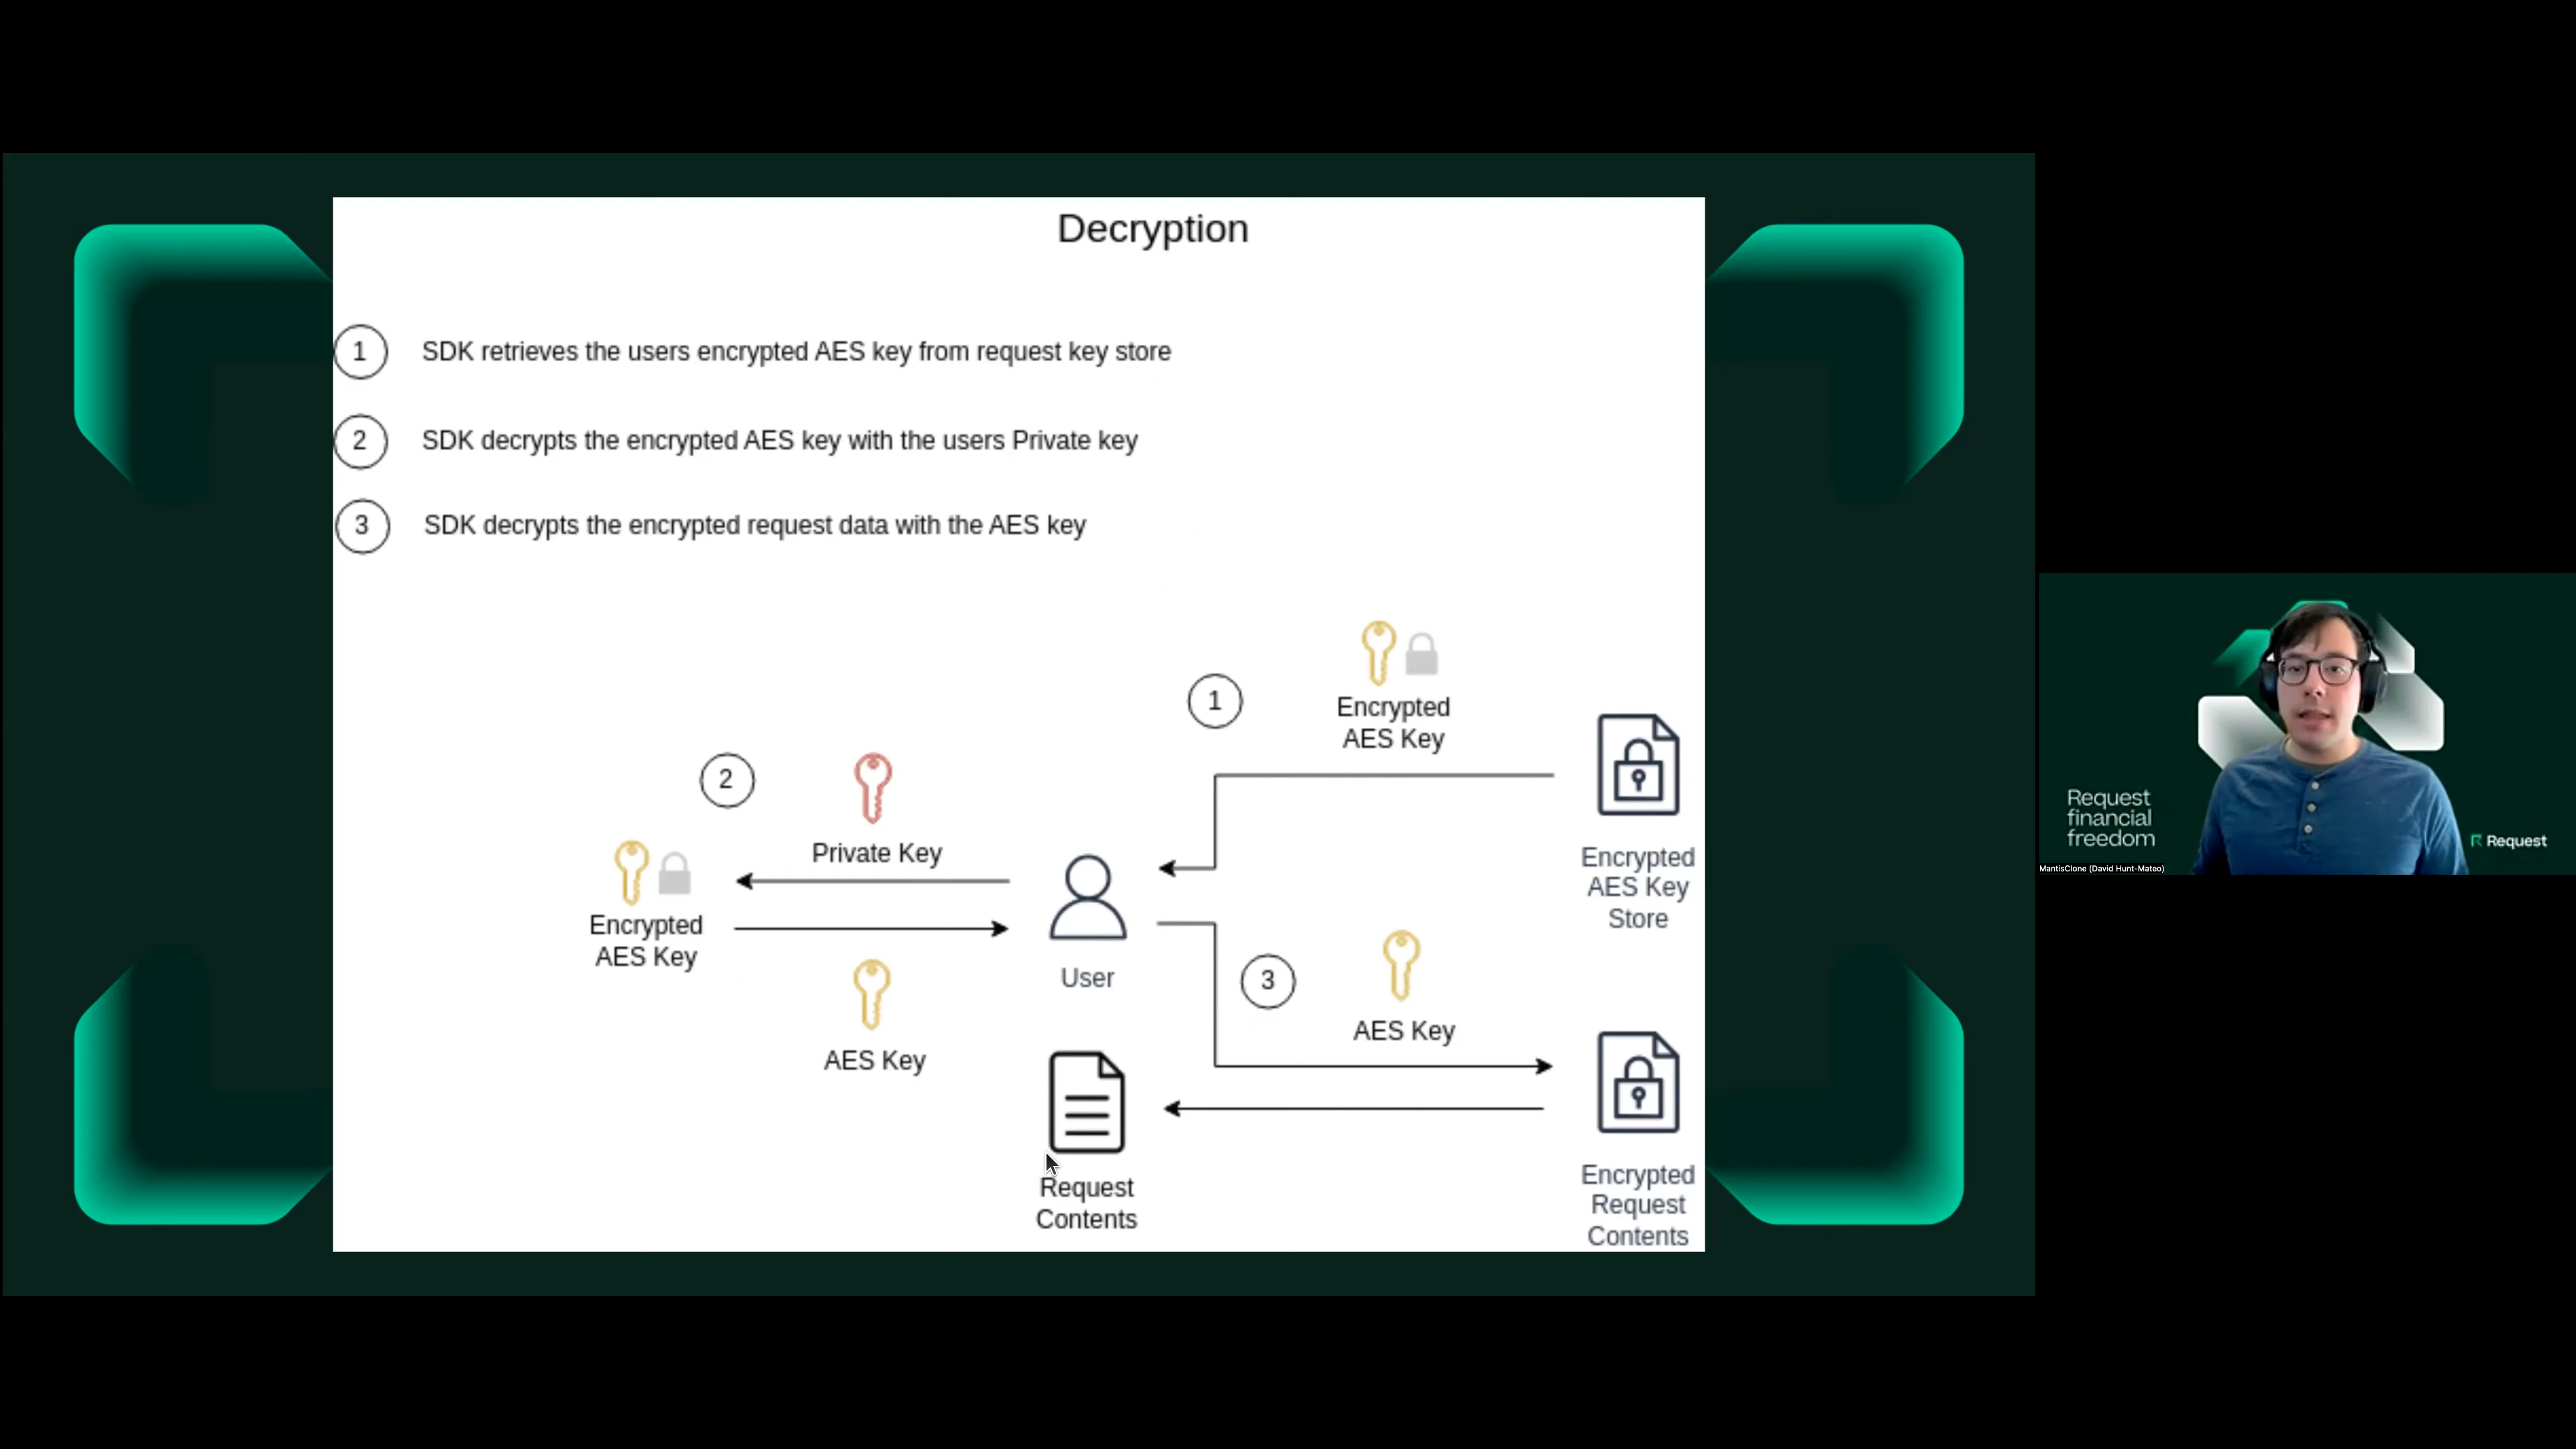 Decryption
1 SDK retrieves the users encrypted AES key from request key store
2 SDK decrypts the encrypted AES key with the users Private key
3 SDK decrypts the encrypted request data with the AES key
1
Encrypted
AES Key
2
Private Key
Encrypted
AES Key
AES Key
User
Encrypted
AES Key
Store
3
AES Key
Request
Contents
Encrypted
Request
Contents
Request
financial
freedom
Request
MantisClone (David Hunt-Mateo)